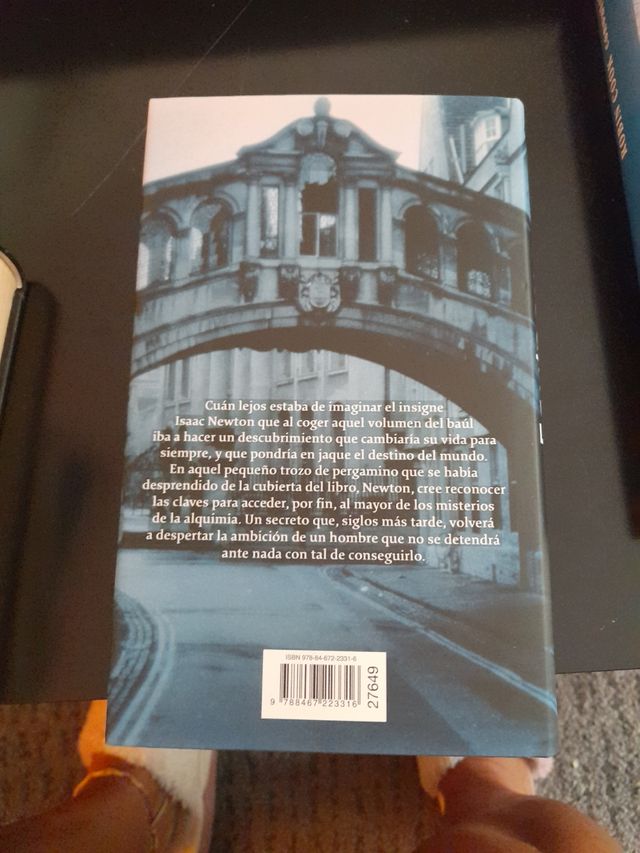 Cuán lejos estaba de imaginar el insigne
Isaac Newton que al coger aquel volumen del baúl
iba a hacer un descubrimiento que cambiaría su vida para
siempre, y que pondría en jaque el destino del mundo.
En aquel pequeño trozo de pergamino que se había
desprendido de la cubierta del libro, Newton, cree reconocer
las claves para acceder, por fin, al mayor de los misterios
de la alquimia. Un secreto que, siglos más tarde, volverá
a despertar la ambición de un hombre que no se detendrá
ante nada con tal de conseguirlo.
ISBN 978-84-672-2331-6
9 788467 223316
27649
ROBIN COOK